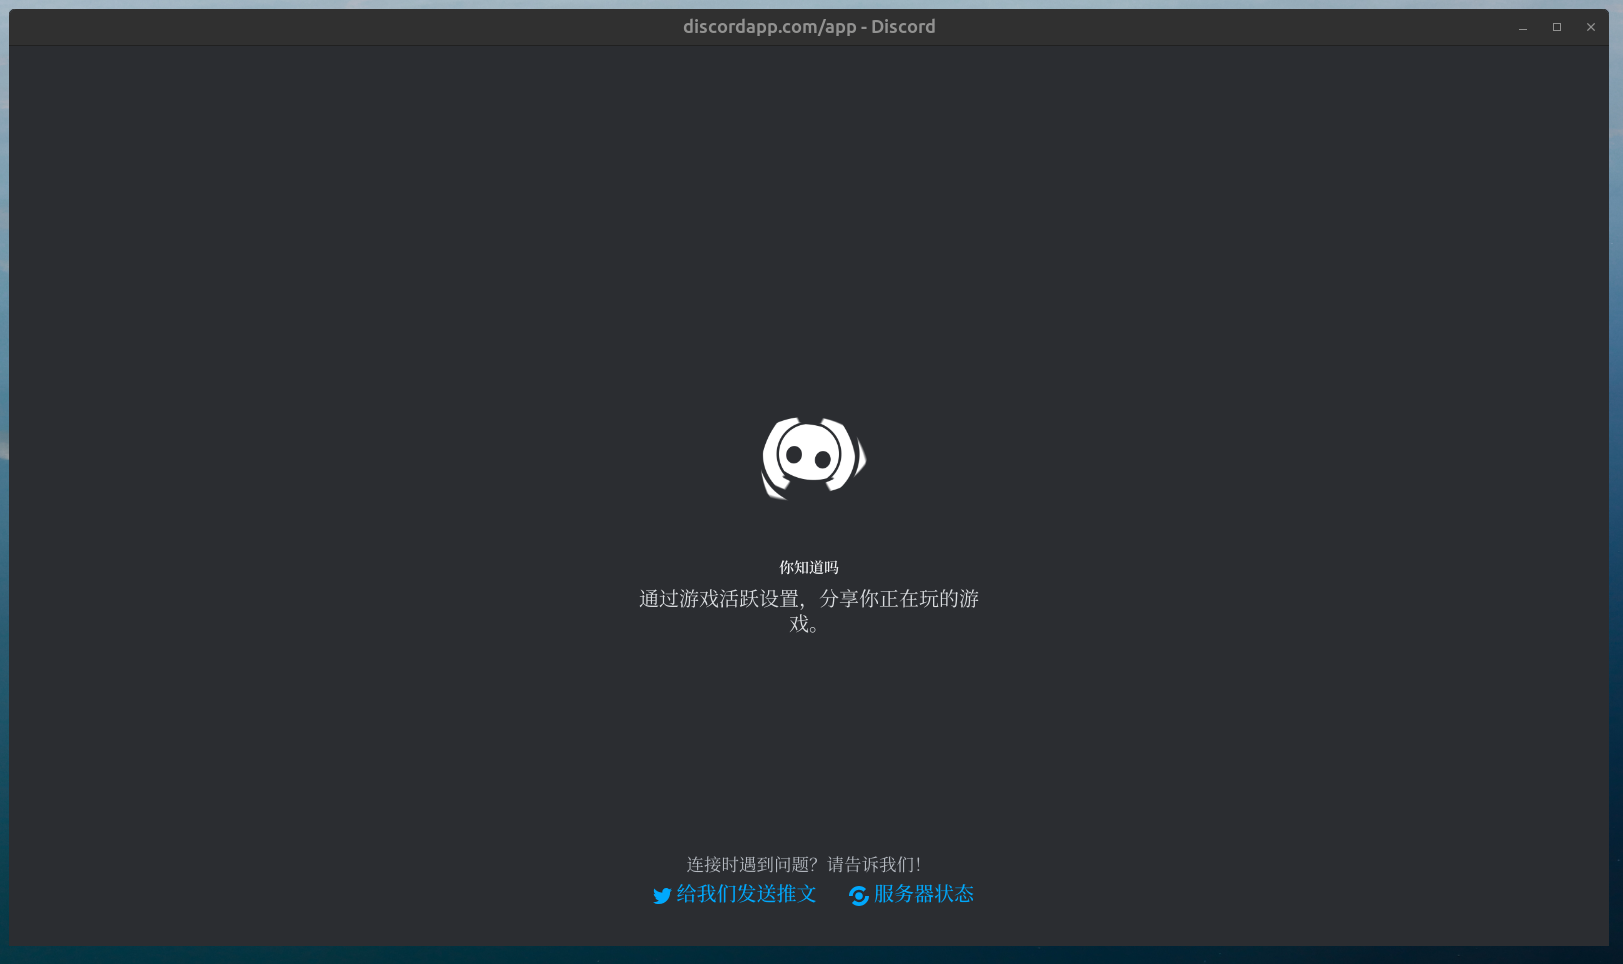 discordapp.com/app - Discord
你知道吗
通过游戏活跃设置，分享你正在玩的游
戏。
连接时遇到问题？请告诉我们！
给我们发送推文 服务器状态